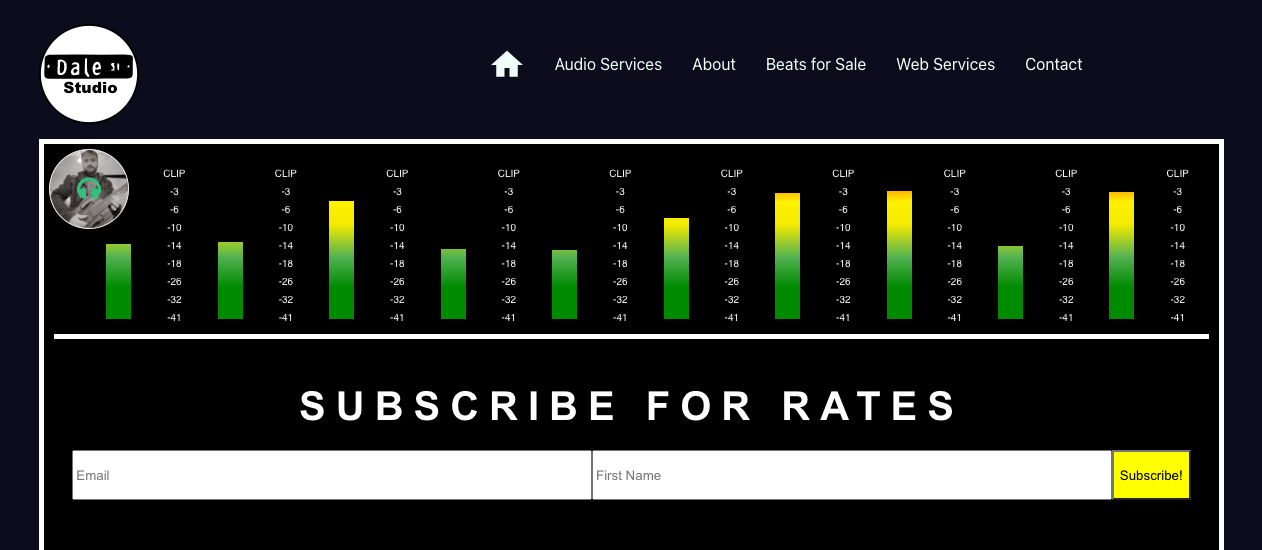 Dale 31
Studio
Audio Services About Beats for Sale Web Services Contact
CLIP CLIP CLIP CLIP CLIP CLIP CLIP CLIP CLIP CLIP
-3 -3 -3 -3 -3 -3 -3 -3 -3 -3
-6 -6 -6 -6 -6 -6 -6 -6 -6 -6
-10 -10 -10 -10 -10 -10 -10 -10 -10 -10
-14 -14 -14 -14 -14 -14 -14 -14 -14 -14
-18 -18 -18 -18 -18 -18 -18 -18 -18 -18
-26 -26 -26 -26 -26 -26 -26 -26 -26 -26
-32 -32 -32 -32 -32 -32 -32 -32 -32 -32
-41 -41 -41 -41 -41 -41 -41 -41 -41 -41
SUBSCRIBE FOR RATES
Email First Name Subscribe!